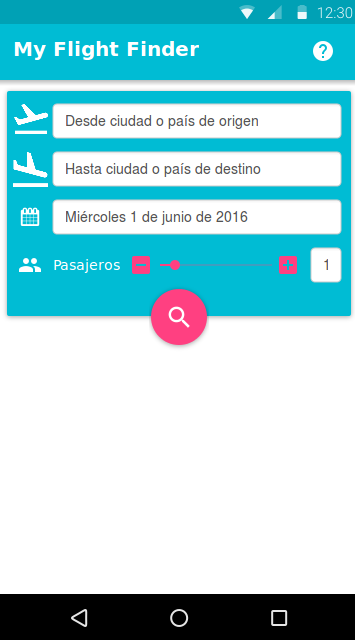 12:30
My Flight Finder
Desde ciudad o país de origen
Hasta ciudad o país de destino
Miércoles 1 de junio de 2016
Pasajeros 1